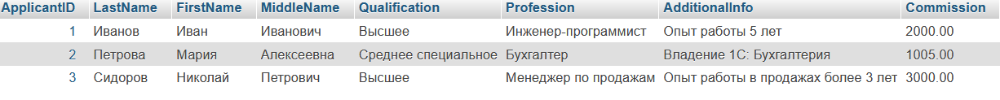 ApplicantID LastName FirstName MiddleName Qualification Profession AdditionalInfo Commission
1 Иванов Иван Иванович Высшее Инженер-программист Опыт работы 5 лет 2000.00
2 Петрова Мария Алексеевна Среднее специальное Бухгалтер Владение 1С: Бухгалтерия 1005.00
3 Сидоров Николай Петрович Высшее Менеджер по продажам Опыт работы в продажах более 3 лет 3000.00